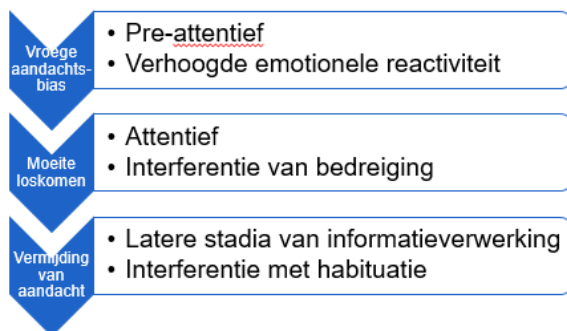 Vroege
aandachts-
bias
• Pre-attentief
• Verhoogde emotionele reactiviteit
Moeite
loskomen
• Attentief
• Interferentie van bedreiging
Vermijding
van
aandacht
• Latere stadia van informatieverwerking
• Interferentie met habituatie